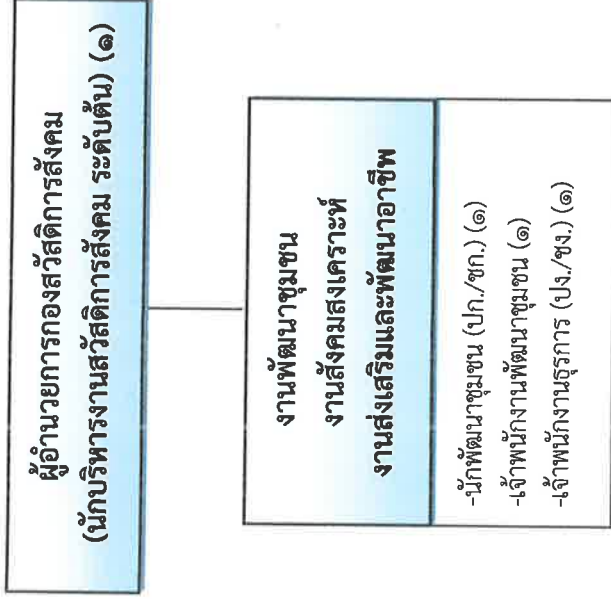 ผู้อำนวยการกองสวัสดิการสังคม
(นักบริหารงานสวัสดิการสังคม ระดับต้น) (๑)
งานพัฒนาชุมชน
งานสังคมสงเคราะห์
งานส่งเสริมและพัฒนาอาชีพ
-นักพัฒนาชุมชน (ปก./ชก.) (๑)
-เจ้าพนักงานพัฒนาชุมชน (๑)
-เจ้าพนักงานธุรการ (ปง./ชง.) (๑)